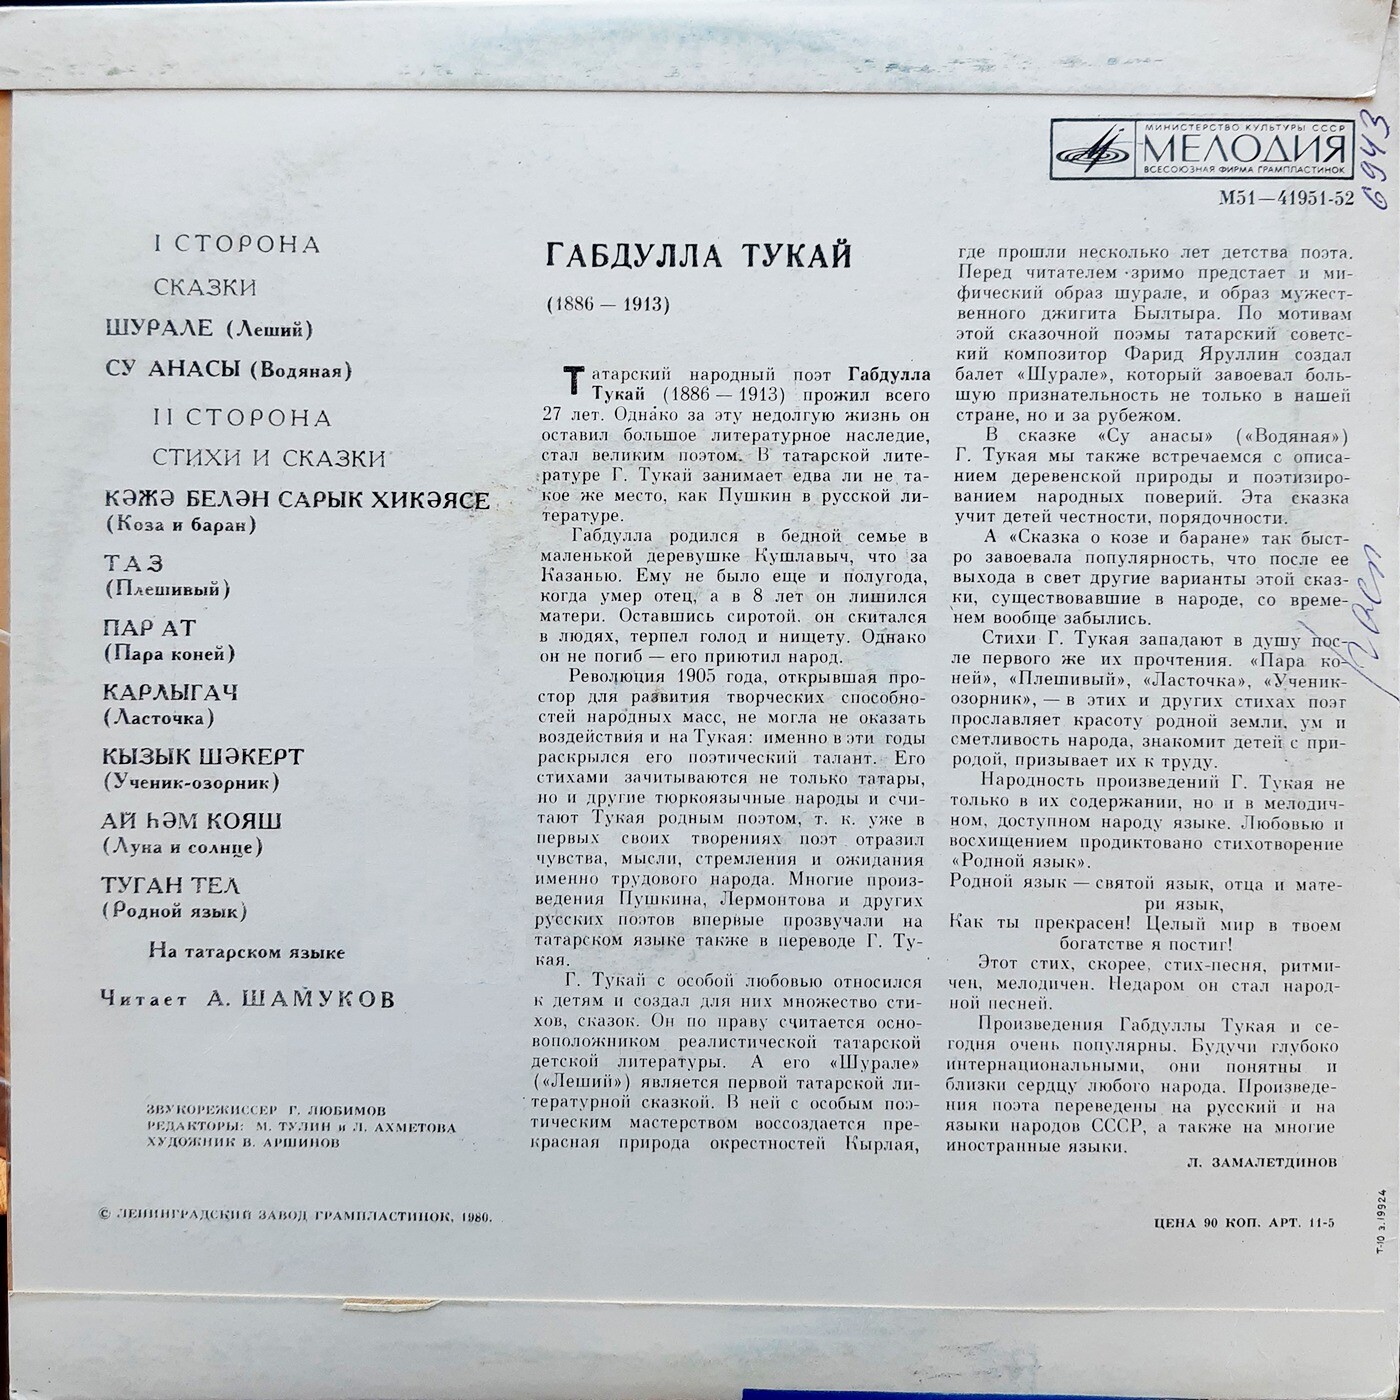 МИНИСТЕРСТВО КУЛЬТУРЫ СССР
МЕЛОДИЯ
ВСЕСОЮЗНАЯ ФИРМА ГРАМПЛАСТИНОК
М51—41951-52
6943
I СТОРОНА
СКАЗКИ
ШУРАЛЕ (Леший)
СУ АНАСЫ (Водяная)
II СТОРОНА
СТИХИ И СКАЗКИ
КӘЖӘ БЕЛӘН САРЫК ХИКӘЯСЕ
(Коза и баран)
ТАЗ
(Плешивый)
ПАР АТ
(Пара коней)
КАРЛЫГАЧ
(Ласточка)
КЫЗЫК ШӘКЕРТ
(Ученик-озорник)
АЙ ҺӘМ КОЯШ
(Луна и солнце)
ТУГАН ТЕЛ
(Родной язык)
На татарском языке
Читает А. ШАМУКОВ
ЗВУКОРЕЖИССЕР Г. ЛЮБИМОВ
РЕДАКТОРЫ: М. ТУЛИН и Л. АХМЕТОВА
ХУДОЖНИК В. АРШИНОВ
© ЛЕНИНГРАДСКИЙ ЗАВОД ГРАМПЛАСТИНОК, 1980.
ГАБДУЛЛА ТУКАЙ
(1886 — 1913)
Татарский народный поэт Габдулла
Тукай (1886 — 1913) прожил всего
27 лет. Однако за эту недолгую жизнь он
оставил большое литературное наследие,
стал великим поэтом. В татарской лите-
ратуре Г. Тукай занимает едва ли не та-
кое же место, как Пушкин в русской ли-
тературе.
Габдулла родился в бедной семье в
маленькой деревушке Кушлавыч, что за
Казанью. Ему не было еще и полугода,
когда умер отец, а в 8 лет он лишился
матери. Оставшись сиротой, он скитался
в людях, терпел голод и нищету. Однако
он не погиб — его приютил народ.
Революция 1905 года, открывшая про-
стор для развития творческих способно-
стей народных масс, не могла не оказать
воздействия и на Тукая: именно в эти годы
раскрылся его поэтический талант. Его
стихами зачитываются не только татары,
но и другие тюркоязычные народы и счи-
тают Тукая родным поэтом, т. к. уже в
первых своих творениях поэт отразил
чувства, мысли, стремления и ожидания
именно трудового народа. Многие произ-
ведения Пушкина, Лермонтова и других
русских поэтов впервые прозвучали на
татарском языке также в переводе Г. Ту-
кая.
Г. Тукай с особой любовью относился
к детям и создал для них множество сти-
хов, сказок. Он по праву считается осно-
воположником реалистической татарской
детской литературы. А его «Шурале»
(«Леший») является первой татарской ли-
тературной сказкой. В ней с особым поэ-
тическим мастерством воссоздается пре-
красная природа окрестностей Кырлая,
где прошли несколько лет детства поэта.
Перед читателем зримо предстает и ми-
фический образ шурале, и образ мужест-
венного джигита Былтыра. По мотивам
этой сказочной поэмы татарский советс-
кий композитор Фарид Яруллин создал
балет «Шурале», который завоевал боль-
шую признательность не только в нашей
стране, но и за рубежом.
В сказке «Су анасы» («Водяная»)
Г. Тукая мы также встречаемся с описа-
нием деревенской природы и поэтизиро-
ванием народных поверий. Эта сказка
учит детей честности, порядочности.
А «Сказка о козе и баране» так быст-
ро завоевала популярность, что после ее
выхода в свет другие варианты этой сказ-
ки, существовавшие в народе, со време-
нем вообще забылись.
Стихи Г. Тукая западают в душу пос-
ле первого же их прочтения. «Пара ко-
ней», «Плешивый», «Ласточка», «Ученик-
озорник», — в этих и других стихах поэт
прославляет красоту родной земли, ум и
сметливость народа, знакомит детей с при-
родой, призывает их к труду.
Народность произведений Г. Тукая не
только в их содержании, но и в мелодич-
ном, доступном народу языке. Любовью и
восхищением продиктовано стихотворение
«Родной язык».
Родной язык — святой язык, отца и мате-
ри язык,
Как ты прекрасен! Целый мир в твоем
богатстве я постиг!
Этот стих, скорее, стих-песня, ритми-
чен, мелодичен. Недаром он стал народ-
ной песней.
Произведения Габдуллы Тукая и се-
годня очень популярны. Будучи глубоко
интернациональными, они понятны и
близки сердцу любого народа. Произведе-
ния поэта переведены на русский и на
языки народов СССР, а также на многие
иностранные языки.
Л. ЗАМАЛЕТДИНОВ
ЦЕНА 90 КОП. АРТ. 11-5
Т-10 з. 19924